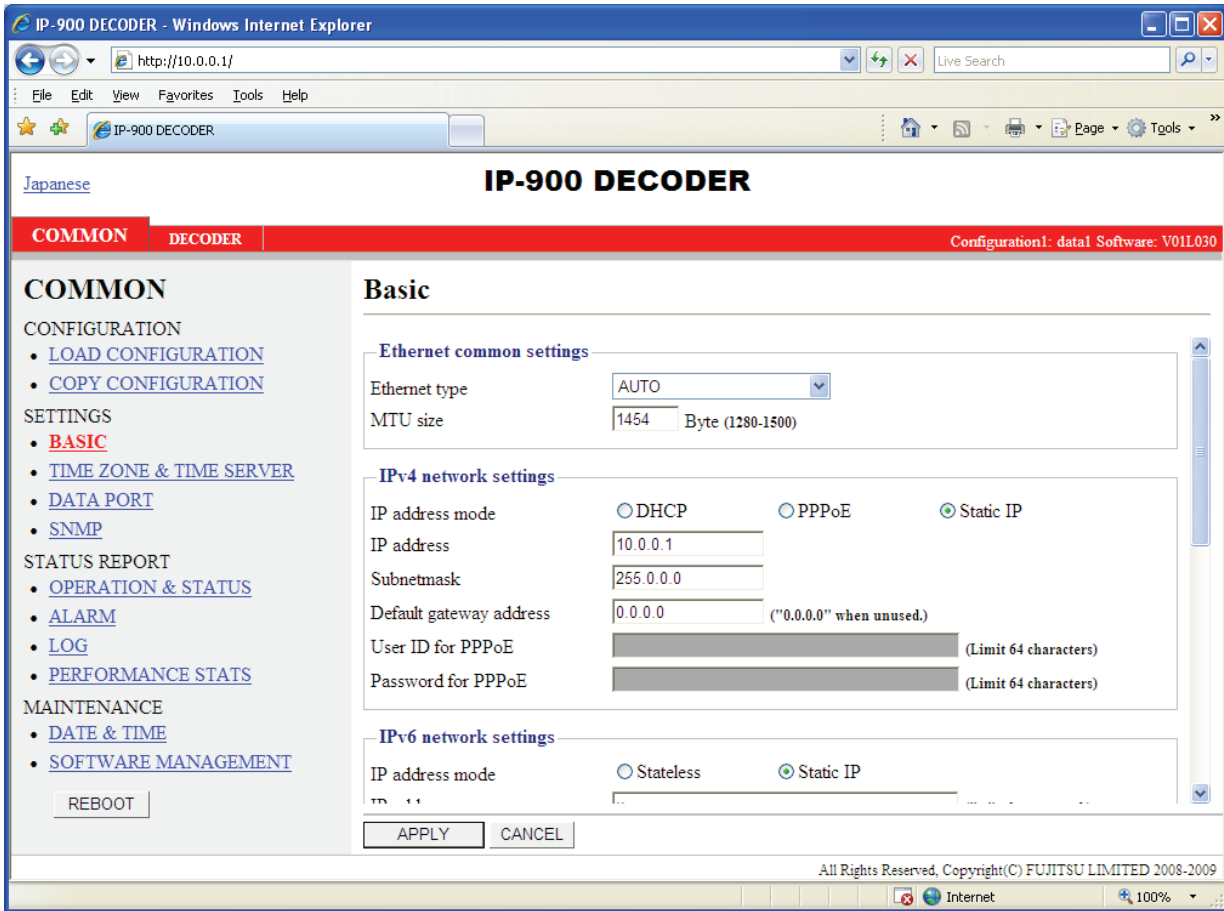 IP-900 DECODER - Windows Internet Explorer
http://10.0.0.1/
Live Search
File Edit View Favorites Tools Help
IP-900 DECODER
Page Tools »
Japanese
IP-900 DECODER
COMMON DECODER
Configuration1: data1 Software: V01L030
COMMON
CONFIGURATION
• LOAD CONFIGURATION
• COPY CONFIGURATION
SETTINGS
• BASIC
• TIME ZONE & TIME SERVER
• DATA PORT
• SNMP
STATUS REPORT
• OPERATION & STATUS
• ALARM
• LOG
• PERFORMANCE STATS
MAINTENANCE
• DATE & TIME
• SOFTWARE MANAGEMENT
REBOOT
Basic
Ethernet common settings
Ethernet type AUTO
MTU size 1454 Byte (1280-1500)
IPv4 network settings
IP address mode DHCP PPPoE Static IP
IP address 10.0.0.1
Subnetmask 255.0.0.0
Default gateway address 0.0.0.0 ("0.0.0.0" when unused.)
User ID for PPPoE (Limit 64 characters)
Password for PPPoE (Limit 64 characters)
IPv6 network settings
IP address mode Stateless Static IP
APPLY CANCEL
All Rights Reserved, Copyright(C) FUJITSU LIMITED 2008-2009
Internet 100%